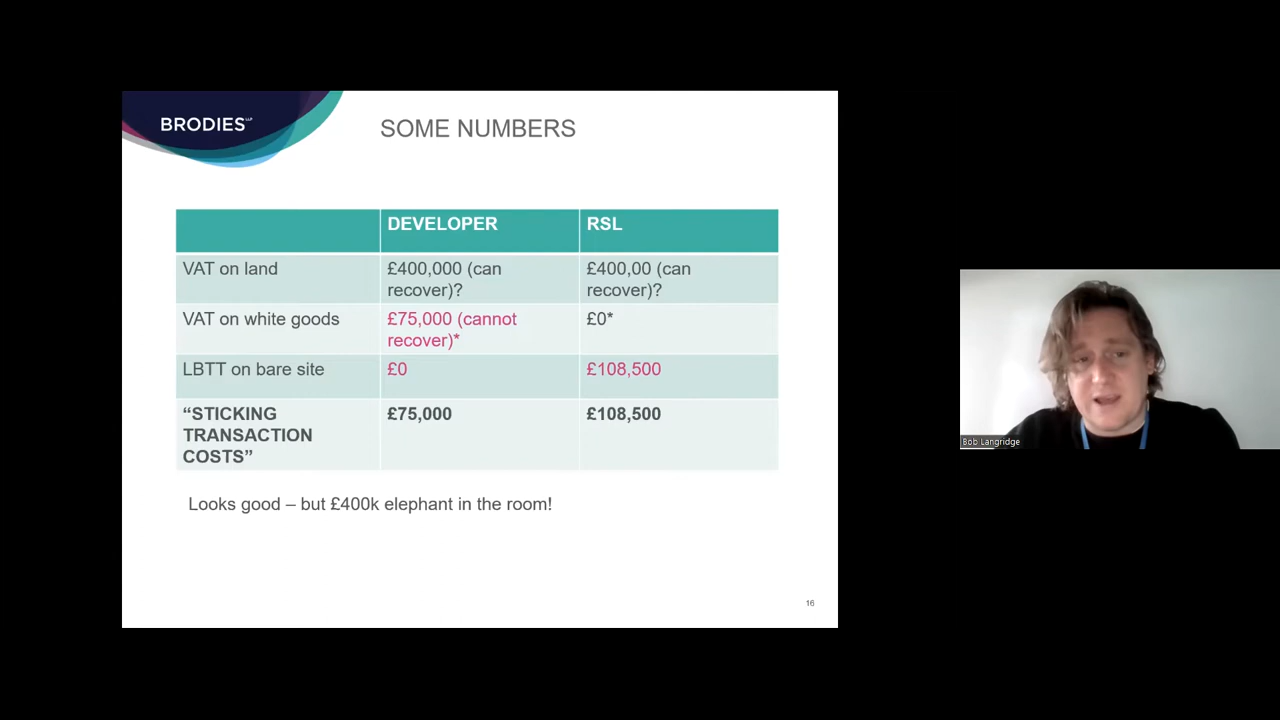 BRODIES LLP
SOME NUMBERS
DEVELOPER RSL
VAT on land £400,000 (can recover)? £400,00 (can recover)?
VAT on white goods £75,000 (cannot recover)* £0*
LBTT on bare site £0 £108,500
“STICKING TRANSACTION COSTS” £75,000 £108,500
Looks good – but £400k elephant in the room!
16
Bob Langridge